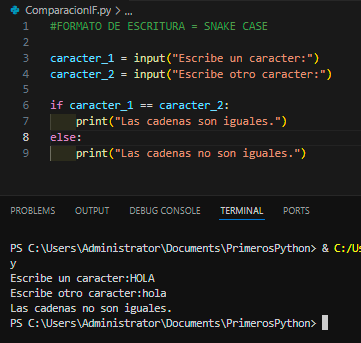 ComparacionIF.py > ...
1 #FORMATO DE ESCRITURA = SNAKE CASE
2
3 caracter_1 = input("Escribe un caracter:")
4 caracter_2 = input("Escribe otro caracter:")
5
6 if caracter_1 == caracter_2:
7 print("Las cadenas son iguales.")
8 else:
9 print("Las cadenas no son iguales.")
PROBLEMS OUTPUT DEBUG CONSOLE TERMINAL PORTS
PS C:\Users\Administrator\Documents\PrimerosPython> & C:/Us
y
Escribe un caracter:HOLA
Escribe otro caracter:hola
Las cadenas no son iguales.
PS C:\Users\Administrator\Documents\PrimerosPython>